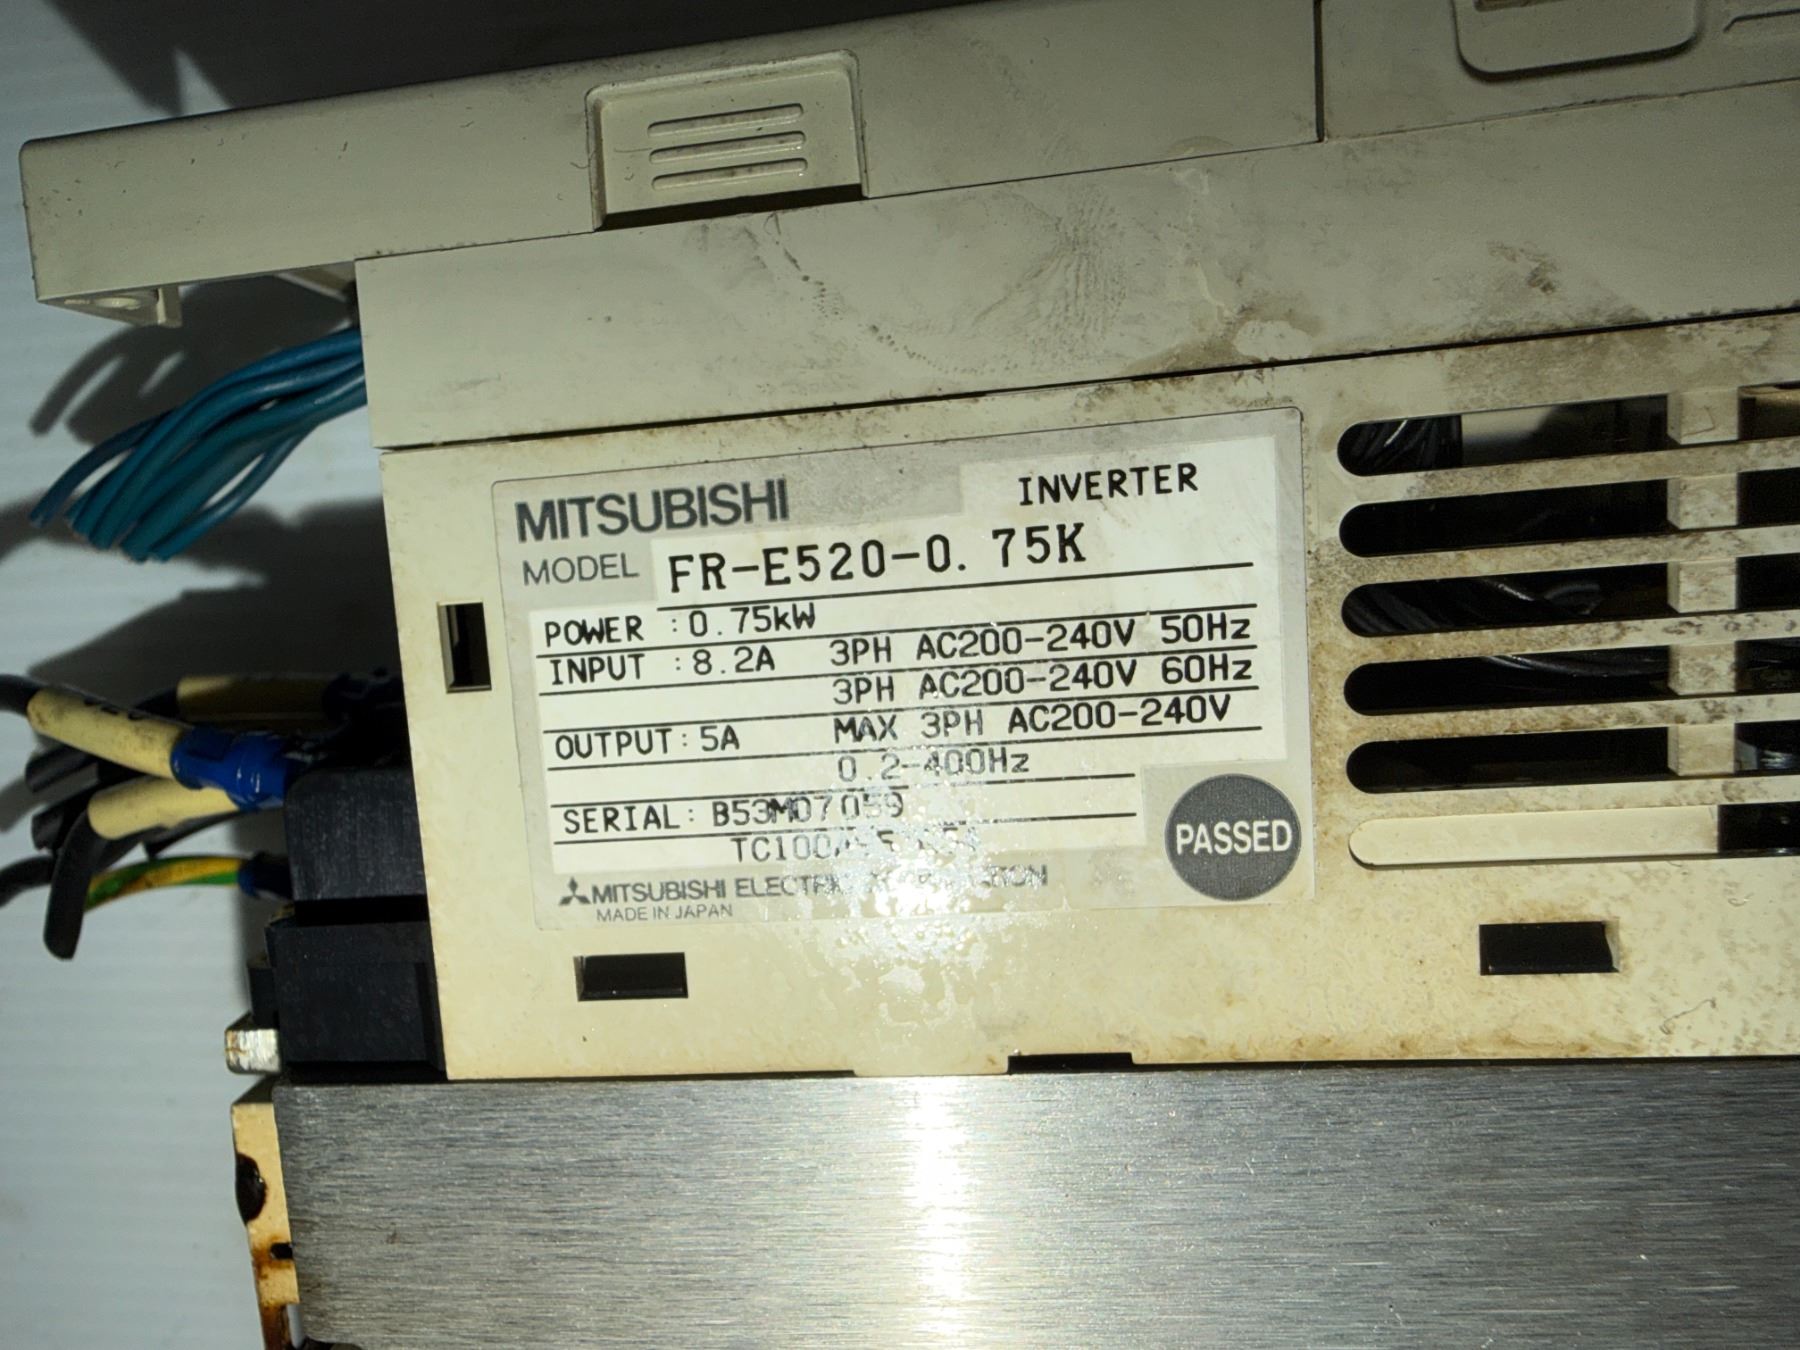 MITSUBISHI INVERTER
MODEL FR-E520-0.75K
POWER :0.75kW
INPUT :8.2A 3PH AC200-240V 50Hz
3PH AC200-240V 60Hz
OUTPUT:5A MAX 3PH AC200-240V
0.2-400Hz
SERIAL: B53M07059
PASSED
MITSUBISHI ELECTRIC
MADE IN JAPAN